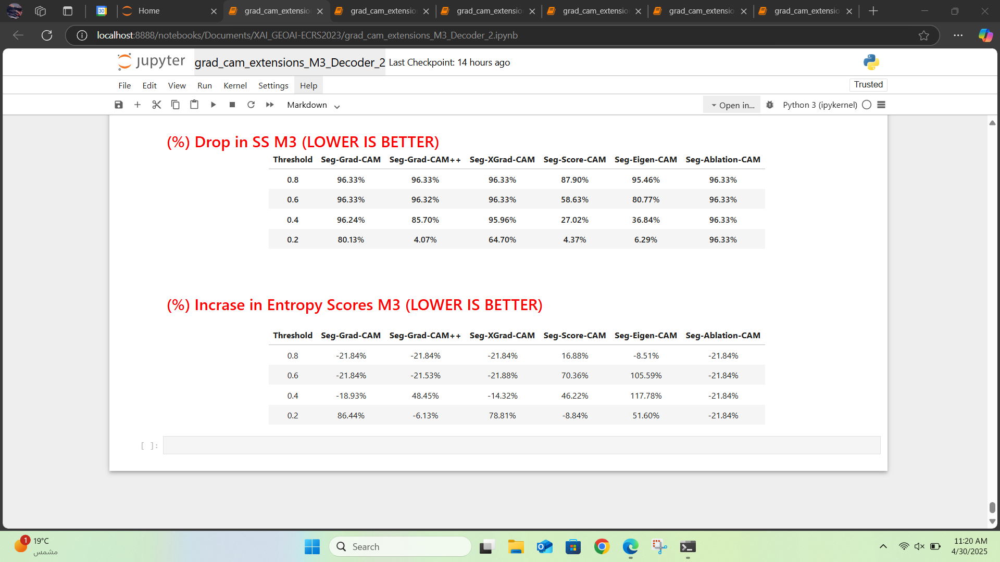 30
Home
grad_cam_extensio
grad_cam_extensio
grad_cam_extensio
grad_cam_extensio
grad_cam_extensio
grad_cam_extensio
localhost:8888/notebooks/Documents/XAI_GEOAI-ECRS2023/grad_cam_extensions_M3_Decoder_2.ipynb
jupyter grad_cam_extensions_M3_Decoder_2 Last Checkpoint: 14 hours ago
File Edit View Run Kernel Settings Help Trusted
Markdown Open in... Python 3 (ipykernel)
(%) Drop in SS M3 (LOWER IS BETTER)
Threshold Seg-Grad-CAM Seg-Grad-CAM++ Seg-XGrad-CAM Seg-Score-CAM Seg-Eigen-CAM Seg-Ablation-CAM
0.8 96.33% 96.33% 96.33% 87.90% 95.46% 96.33%
0.6 96.33% 96.32% 96.33% 58.63% 80.77% 96.33%
0.4 96.24% 85.70% 95.96% 27.02% 36.84% 96.33%
0.2 80.13% 4.07% 64.70% 4.37% 6.29% 96.33%
(%) Incrase in Entropy Scores M3 (LOWER IS BETTER)
Threshold Seg-Grad-CAM Seg-Grad-CAM++ Seg-XGrad-CAM Seg-Score-CAM Seg-Eigen-CAM Seg-Ablation-CAM
0.8 -21.84% -21.84% -21.84% 16.88% -8.51% -21.84%
0.6 -21.84% -21.53% -21.88% 70.36% 105.59% -21.84%
0.4 -18.93% 48.45% -14.32% 46.22% 117.78% -21.84%
0.2 86.44% -6.13% 78.81% -8.84% 51.60% -21.84%
[ ]:
1
19°C
مشمس
Search
11:20 AM
4/30/2025